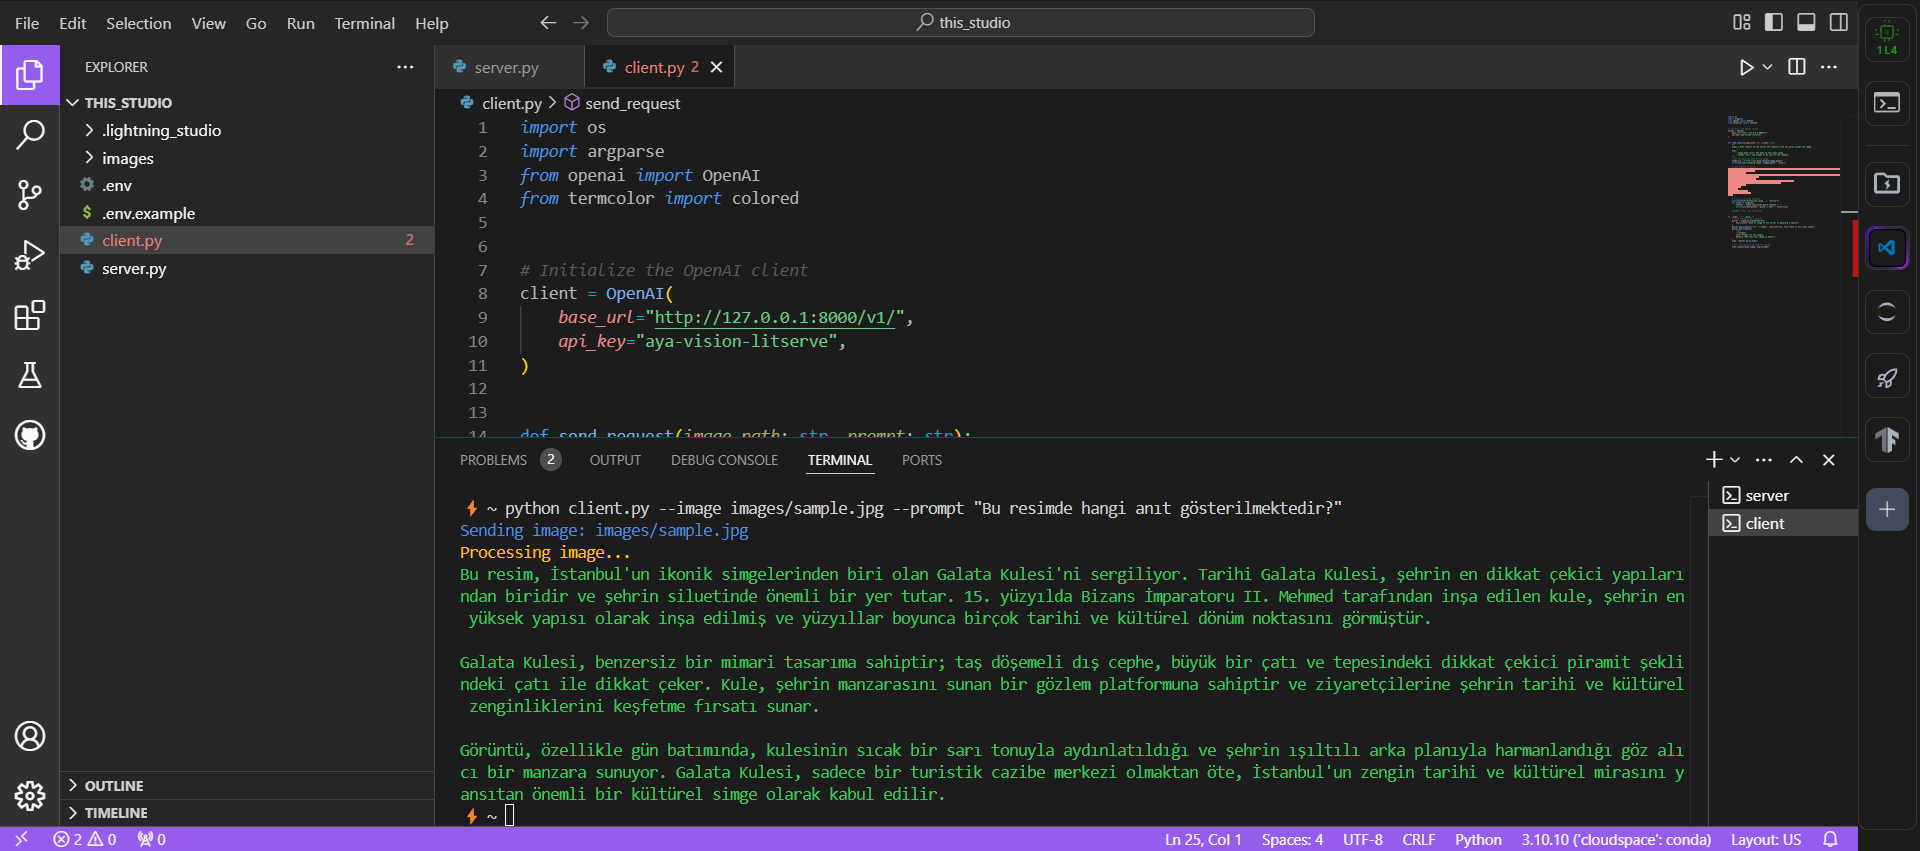 File Edit Selection View Go Run Terminal Help
this_studio
1L4
EXPLORER
THIS_STUDIO
.lightning_studio
images
.env
$ .env.example
client.py 2
server.py
OUTLINE
TIMELINE
server.py
client.py 2
client.py > send_request
1 import os
2 import argparse
3 from openai import OpenAI
4 from termcolor import colored
5
6
7 # Initialize the OpenAI client
8 client = OpenAI(
9 base_url="http://127.0.0.1:8000/v1/",
10 api_key="aya-vision-litserve",
11 )
12
13
14 def send_request(image_path: str, prompt: str):
PROBLEMS 2 OUTPUT DEBUG CONSOLE TERMINAL PORTS
server
client
~ python client.py --image images/sample.jpg --prompt "Bu resimde hangi anıt gösterilmektedir?"
Sending image: images/sample.jpg
Processing image...
Bu resim, İstanbul'un ikonik simgelerinden biri olan Galata Kulesi'ni sergiliyor. Tarihi Galata Kulesi, şehrin en dikkat çekici yapıları
ndan biridir ve şehrin siluetinde önemli bir yer tutar. 15. yüzyılda Bizans İmparatoru II. Mehmed tarafından inşa edilen kule, şehrin en
yüksek yapısı olarak inşa edilmiş ve yüzyıllar boyunca birçok tarihi ve kültürel dönüm noktasını görmüştür.
Galata Kulesi, benzersiz bir mimari tasarıma sahiptir; taş döşemeli dış cephe, büyük bir çatı ve tepesindeki dikkat çekici piramit şekli
ndeki çatı ile dikkat çeker. Kule, şehrin manzarasını sunan bir gözlem platformuna sahiptir ve ziyaretçilerine şehrin tarihi ve kültürel
zenginliklerini keşfetme fırsatı sunar.
Görüntü, özellikle gün batımında, kulesinin sıcak bir sarı tonuyla aydınlatıldığı ve şehrin ışıltılı arka planıyla harmanlandığı göz alı
cı bir manzara sunuyor. Galata Kulesi, sadece bir turistik cazibe merkezi olmaktan öte, İstanbul'un zengin tarihi ve kültürel mirasını y
ansıtan önemli bir kültürel simge olarak kabul edilir.
~
2 0 0
Ln 25, Col 1 Spaces: 4 UTF-8 CRLF Python 3.10.10 ('cloudspace': conda) Layout: US